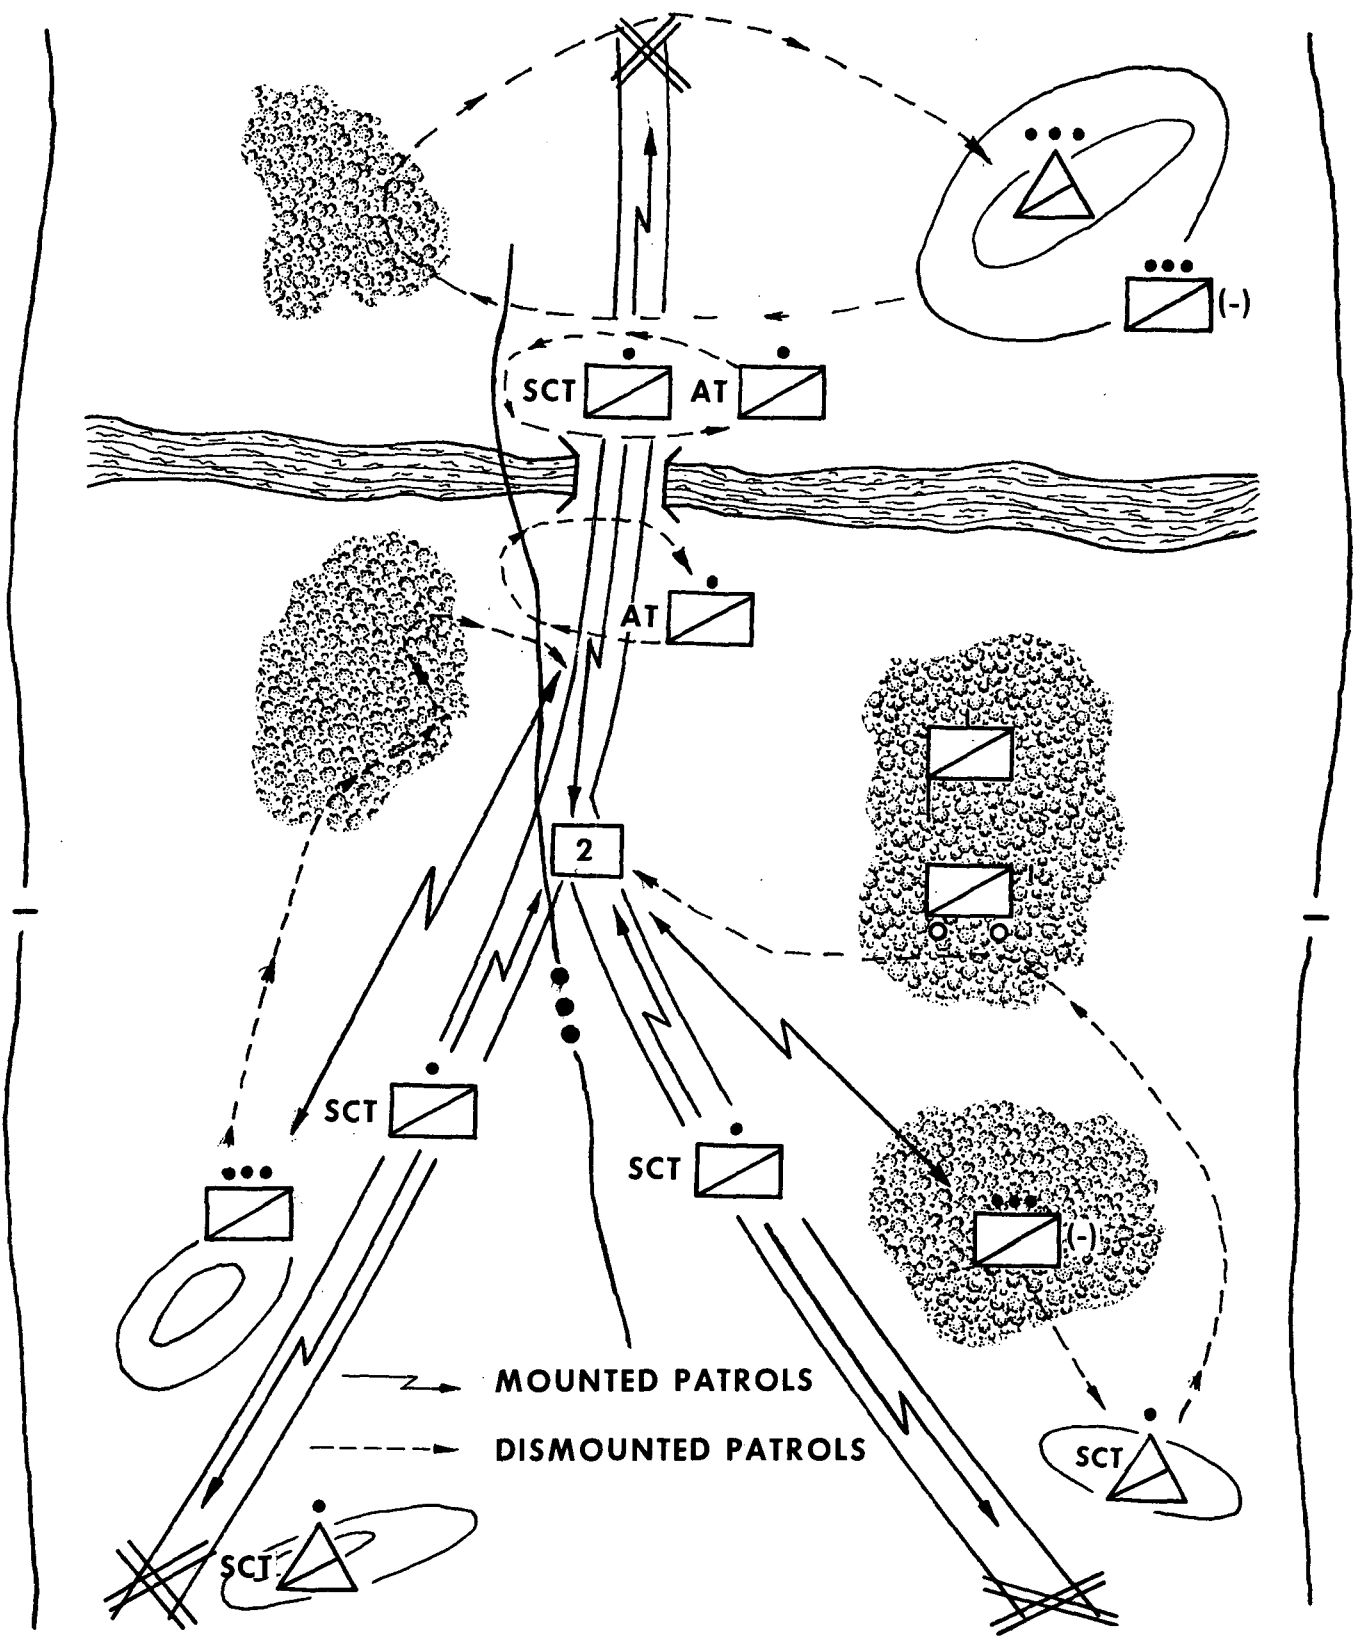 (-)
SCT
AT
AT
2
SCT
SCT
(-)
MOUNTED PATROLS
DISMOUNTED PATROLS
SCT
SCT